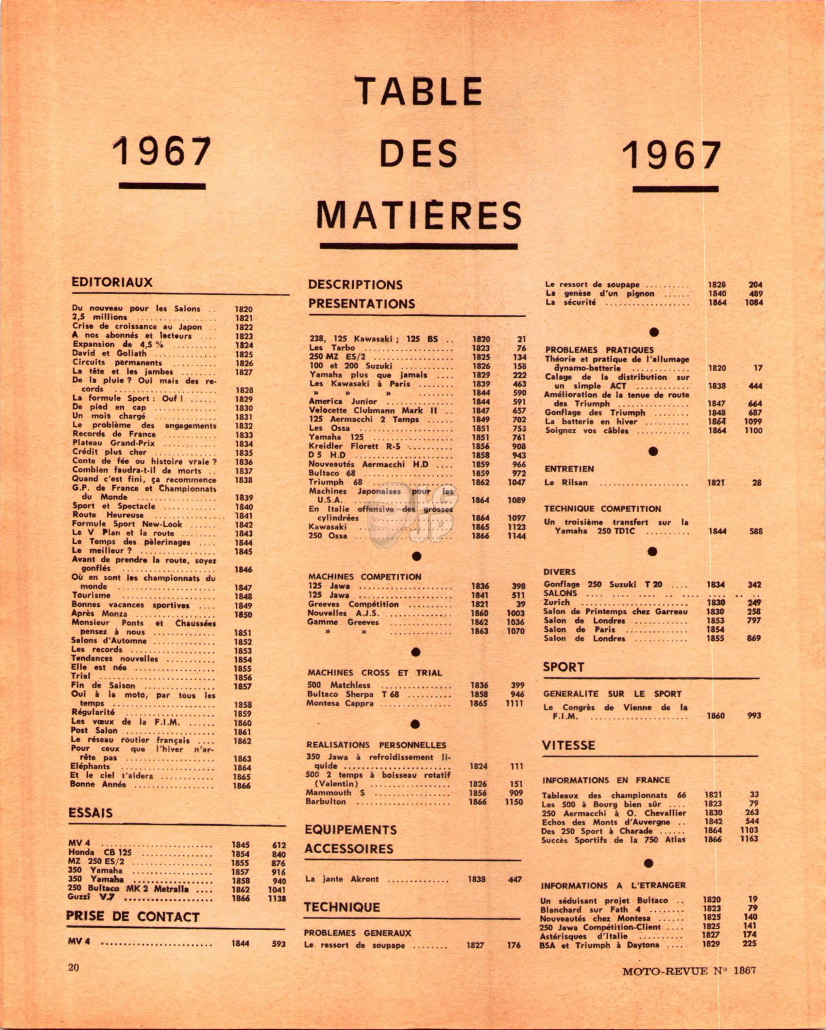 TABLE
1967
DES
1967
MATIÈRES
EDITORIAUX
Du nouveau pour les Salons .. 1820
2,5 millions .................. 1821
Crise de croissance au Japon .. 1822
A nos abonnés et lecteurs .... 1823
Expansion de 4,5 % ......... 1824
David et Goliath ............. 1825
Circuits permanents .......... 1826
La tête et les jambes ........ 1827
De la pluie ? Oui mais des re-
cords .................... 1828
La formule Sport : Ouf ! ..... 1829
De pied en cap ............. 1830
Un mois chargé ............. 1831
Le problème des engagements 1832
Records de France .......... 1833
Plateau Grand-Prix .......... 1834
Crédit plus cher ............. 1835
Conte de fée ou histoire vraie ? 1836
Combien faudra-t-il de morts .. 1837
Quand c'est fini, ça recommence 1838
G.P. de France et Championnats
du Monde ................ 1839
Sport et Spectacle .......... 1840
Route Heureuse ............. 1841
Formule Sport New-Look ..... 1842
Le V Plan et la route ....... 1843
Le Temps des pèlerinages .... 1844
Le meilleur ? ............... 1845
Avant de prendre la route, soyez
gonflés .................. 1846
Où en sont les championnats du
monde .................. 1847
Tourisme ................... 1848
Bonnes vacances sportives .... 1849
Après Monza ............... 1850
Monsieur Ponts et Chaussées
pensez à nous ............ 1851
Salons d'Automne ........... 1852
Les records ................ 1853
Tendances nouvelles ......... 1854
Elle est née ................ 1855
Trial ...................... 1856
Fin de Saison .............. 1857
Oui à la moto, par tous les
temps ................... 1858
Régularité .................. 1859
Les vœux de la F.I.M. ...... 1860
Post Salon ................. 1861
Le réseau routier français .... 1862
Pour ceux que l'hiver n'ar-
rête pas ................. 1863
Eléphants .................. 1864
Et le ciel t'aidera ........... 1865
Bonne Année ............... 1866
ESSAIS
MV 4 ..................... 1845 612
Honda CB 125 ............. 1854 840
MZ 250 ES/2 ............. 1855 876
350 Yamaha ............... 1857 916
350 Yamaha ............... 1858 940
250 Bultaco MK 2 Metralla .... 1862 1041
Guzzi V.7 ................. 1866 1138
PRISE DE CONTACT
MV 4 ..................... 1844 593
DESCRIPTIONS
PRESENTATIONS
238, 125 Kawasaki ; 125 BS .. 1820 21
Les Tarbo .................. 1823 76
250 MZ ES/2 .............. 1825 134
100 et 200 Suzuki .......... 1826 158
Yamaha plus que jamais ..... 1829 222
Les Kawasaki à Paris ........ 1839 463
» » » ........ 1844 590
America Junior .............. 1844 591
Velocette Clubmann Mark II .. 1847 657
125 Aermacchi 2 Temps ..... 1849 702
Les Ossa ................... 1851 753
Yamaha 125 ................ 1851 761
Kreidler Florett R-S .......... 1856 908
D 5 H.D ................... 1858 943
Nouveautés Aermacchi H.D .... 1859 966
Bultaco 68 ................. 1859 972
Triumph 68 ................ 1862 1047
Machines Japonaises pour les
U.S.A. ................... 1864 1089
En Italie offensive des grosses
cylindrées ............... 1864 1097
Kawasaki ................... 1865 1123
250 Ossa .................. 1866 1144
MACHINES COMPETITION
125 Jawa .................. 1836 398
125 Jawa .................. 1841 511
Greeves Compétition ......... 1821 39
Nouvelles A.J.S. ............ 1860 1003
Gamme Greeves ............ 1862 1036
» » ............ 1863 1070
MACHINES CROSS ET TRIAL
500 Matchless .............. 1836 399
Bultaco Sherpa T 68 ......... 1858 946
Montesa Cappra ............. 1865 1111
REALISATIONS PERSONNELLES
350 Jawa à refroidissement li-
quide .................... 1824 111
500 2 temps à boisseau rotatif
(Valentin) ................ 1826 151
Mammouth S ............... 1856 909
Barbulton .................. 1866 1150
EQUIPEMENTS
ACCESSOIRES
La jante Akront ............. 1838 447
TECHNIQUE
PROBLEMES GENERAUX
Le ressort de soupape ........ 1827 176
Le ressort de soupape .......... 1828 204
La genèse d'un pignon ...... 1840 489
La sécurité .................. 1864 1084
PROBLEMES PRATIQUES
Théorie et pratique de l'allumage
dynamo-batterie ........... 1820 17
Calage de la distribution sur
un simple ACT ........... 1838 444
Amélioration de la tenue de route
des Triumph ............. 1847 664
Gonflage des Triumph ....... 1848 687
La batterie en hiver .......... 1864 1099
Soignez vos câbles .......... 1864 1100
ENTRETIEN
Le Rilsan ................... 1821 28
TECHNIQUE COMPETITION
Un troisième transfert sur la
Yamaha 250 TD1C ........ 1844 588
DIVERS
Gonflage 250 Suzuki T 20 .... 1834 342
SALONS .... .... .... .. .. ..
Zurich ..................... 1830 249
Salon de Printemps chez Garreau 1830 258
Salon de Londres ........... 1853 797
Salon de Paris .............. 1854
Salon de Londres ........... 1855 869
SPORT
GENERALITE SUR LE SPORT
Le Congrès de Vienne de la
F.I.M. ................... 1860 993
VITESSE
INFORMATIONS EN FRANCE
Tableaux des championnats 66 1821 33
Les 500 à Bourg bien sûr .... 1823 79
250 Aermacchi à O. Chevallier 1830 263
Echos des Monts d'Auvergne .. 1842 544
Des 250 Sport à Charade ...... 1864 1103
Succès Sportifs de la 750 Atlas 1866 1163
INFORMATIONS A L'ETRANGER
Un séduisant projet Bultaco .. 1820 19
Blanchard sur Fath 4 ........ 1823 79
Nouveautés chez Montesa ..... 1825 140
250 Jawa Compétition-Client .... 1825 141
Astérisques d'Italie .......... 1827 174
BSA et Triumph à Daytona .... 1829 225
20
MOTO-REVUE N° 1867